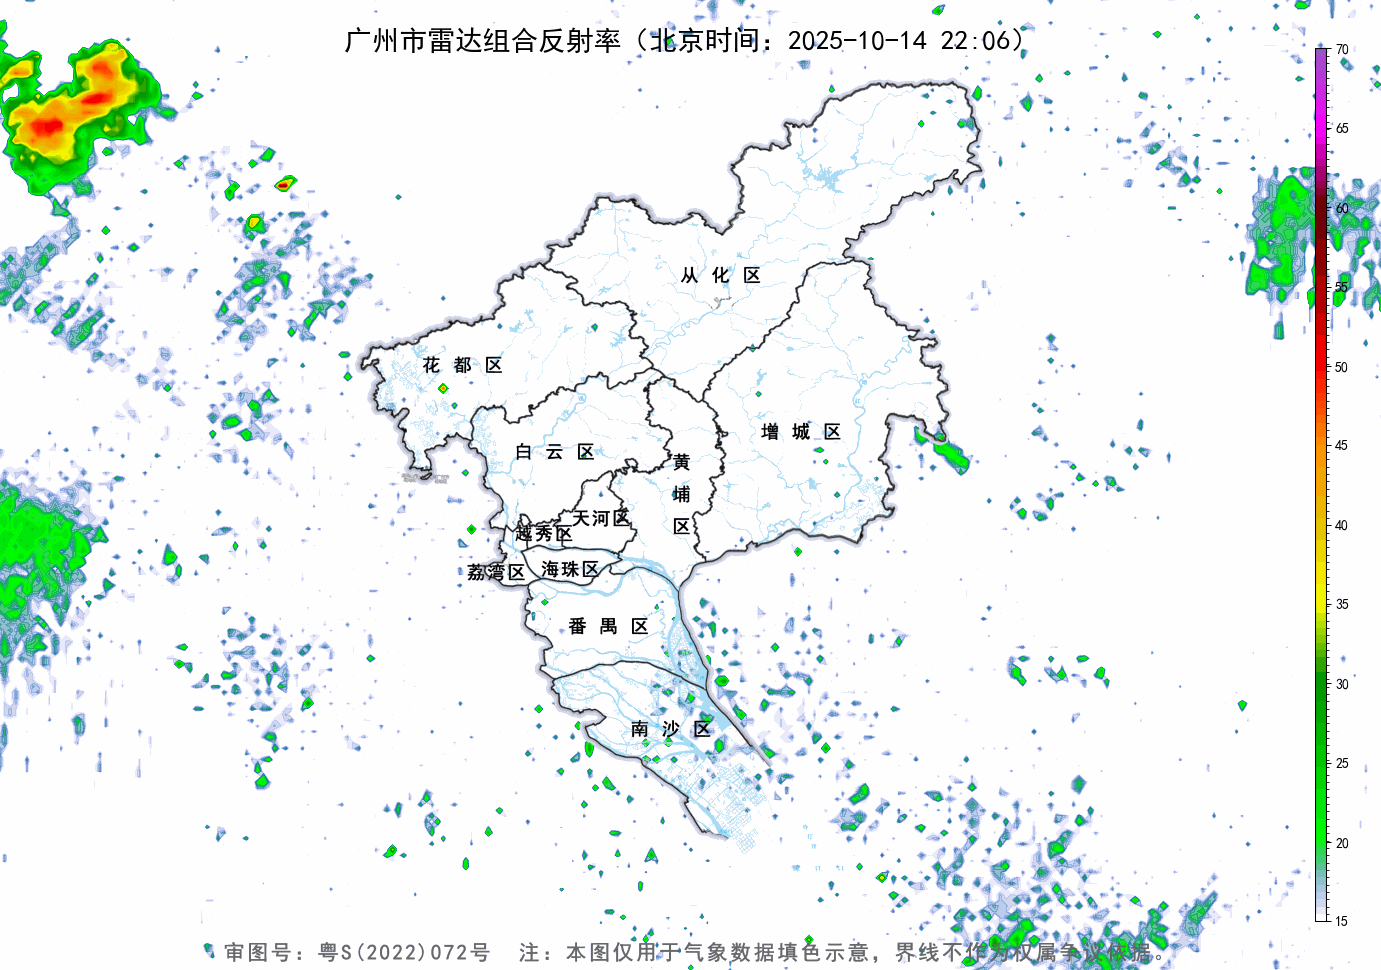 广州市雷达组合反射率（北京时间：2025-10-14 22:06）
70
65
60
55
50
45
40
35
30
25
20
15
从化区
花都区
增城区
白云区
黄埔区
天河区
越秀区
荔湾区
海珠区
番禺区
南沙区
审图号：粤S(2022)072号 注：本图仅用于气象数据填色示意，界线不作为权属争议依据。